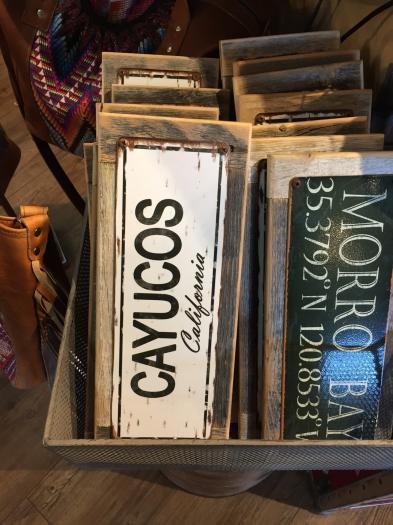 CAYUCOS
California
MORRO BAY
35.3792° N 120.8533° W